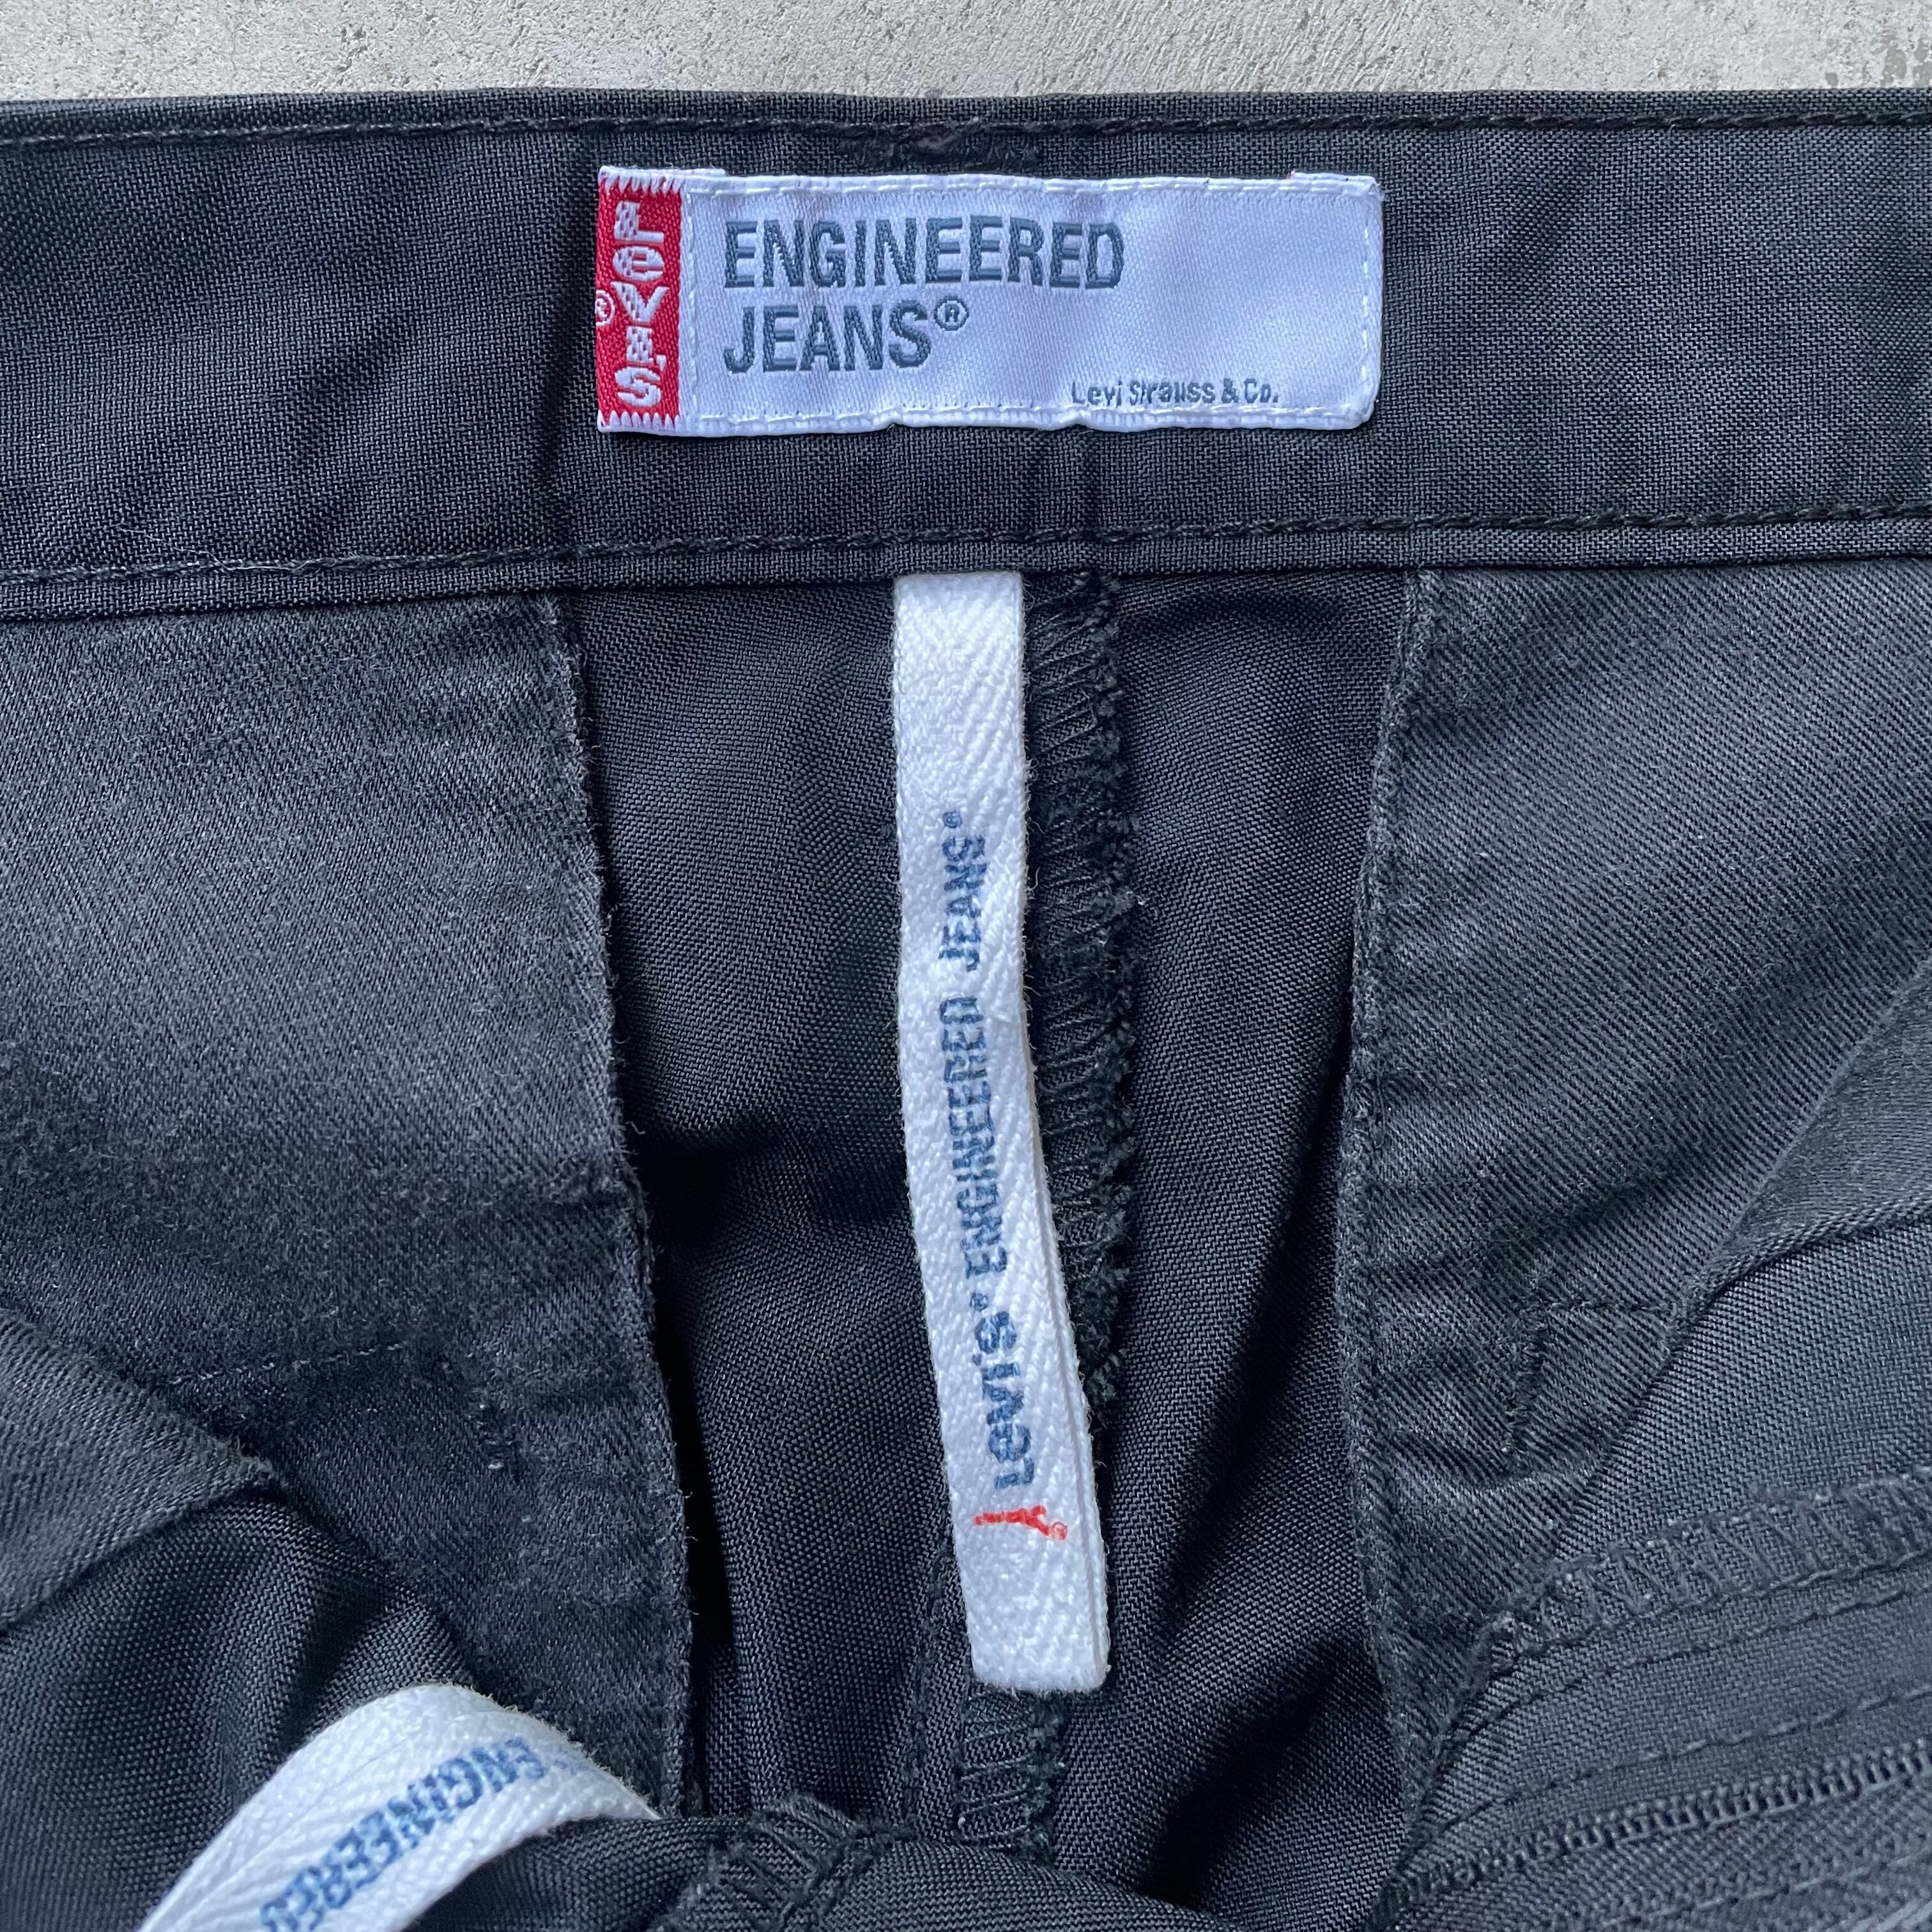 LEVI'S®
ENGINEERED
JEANS®
Levi Strauss & Co.
Levi's® ENGINEERED JEANS®
ENGINEERED